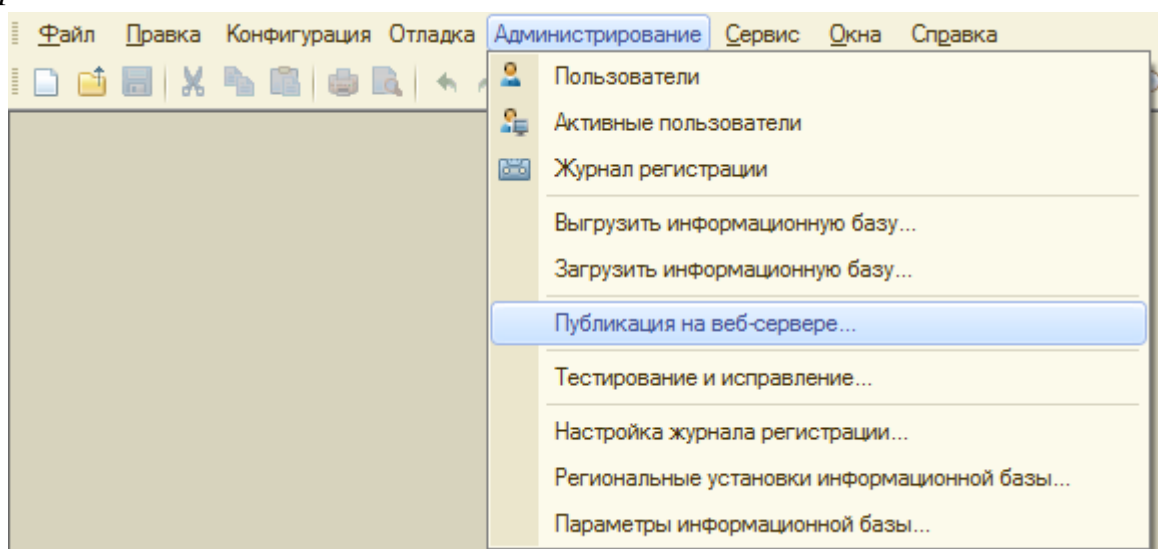 Файл Правка Конфигурация Отладка Администрирование Сервис Окна Справка
Пользователи
Активные пользователи
Журнал регистрации
Выгрузить информационную базу...
Загрузить информационную базу...
Публикация на веб-сервере...
Тестирование и исправление...
Настройка журнала регистрации...
Региональные установки информационной базы...
Параметры информационной базы...